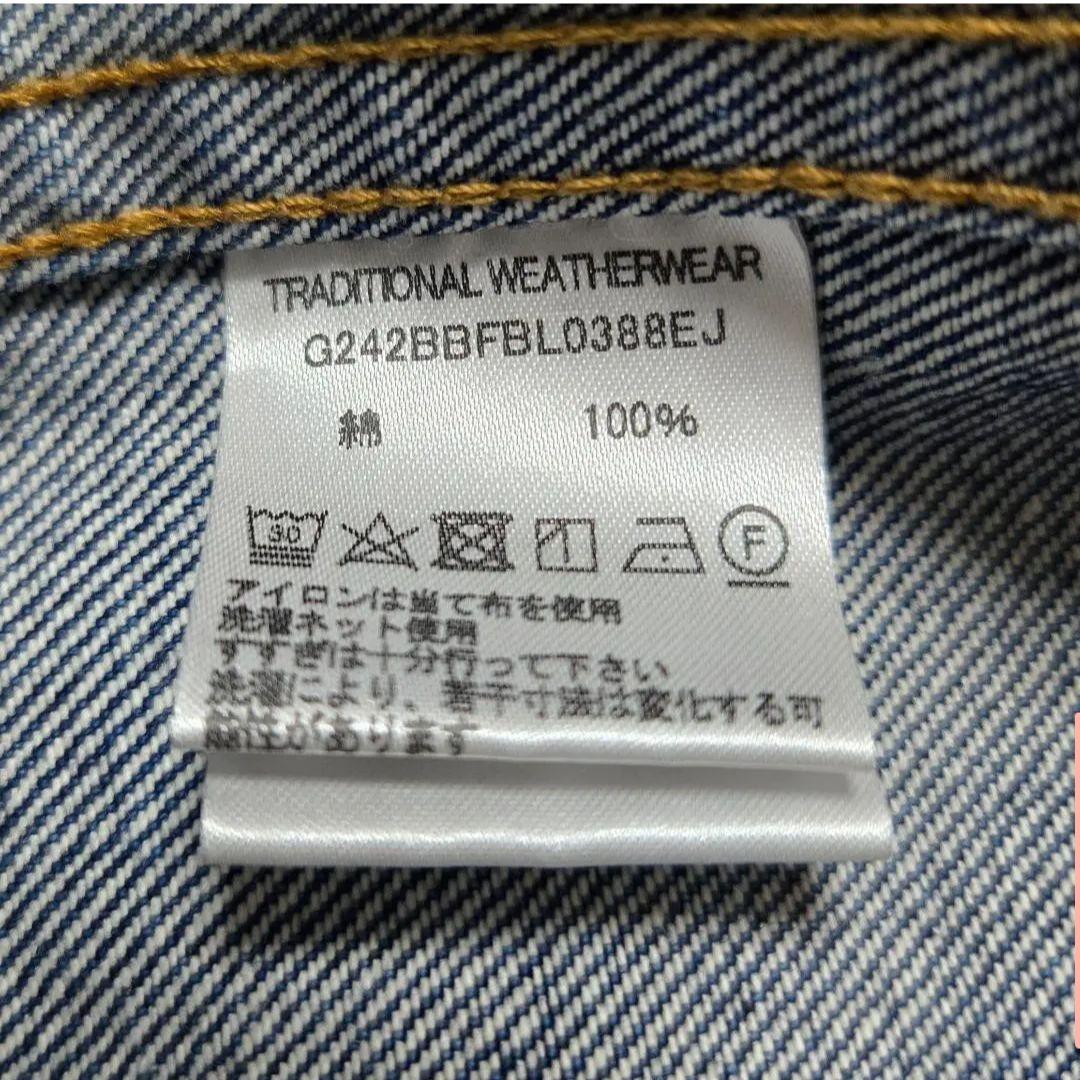 TRADITIONAL WEATHERWEAR
G242BBFBL0388EJ
綿 100%
30
F
アイロンは当て布を使用
洗濯ネット使用
すすぎは十分行って下さい
洗濯により、若干寸法は変化する可
能性があります